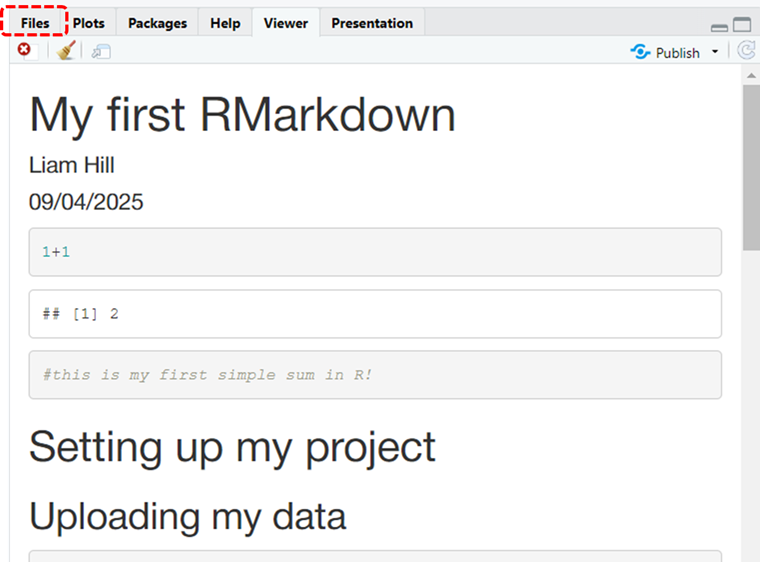 Files Plots Packages Help Viewer Presentation
Publish
My first RMarkdown
Liam Hill
09/04/2025
1+1
## [1] 2
#this is my first simple sum in R!
Setting up my project
Uploading my data